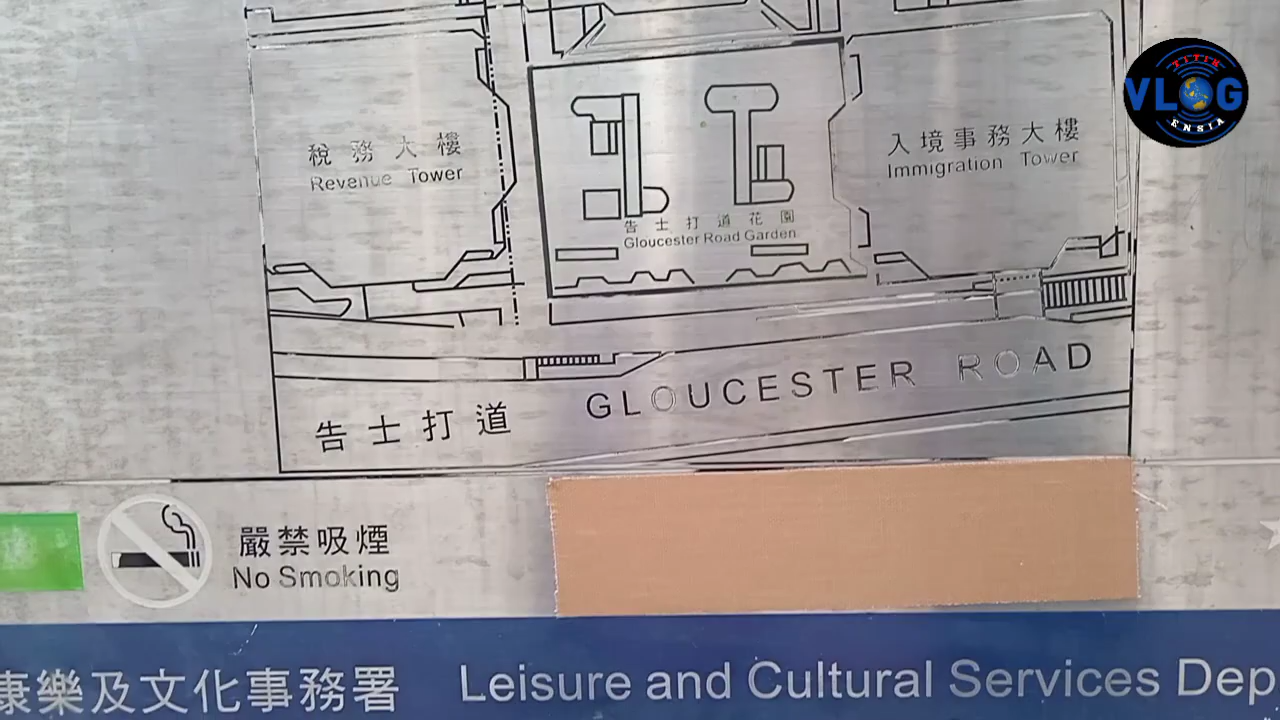 TITIK
VLOG
ENSIA
稅務大樓
Revenue Tower
入境事務大樓
Immigration Tower
告士打道花園
Gloucester Road Garden
告士打道 GLOUCESTER ROAD
嚴禁吸煙
No Smoking
康樂及文化事務署 Leisure and Cultural Services Dep